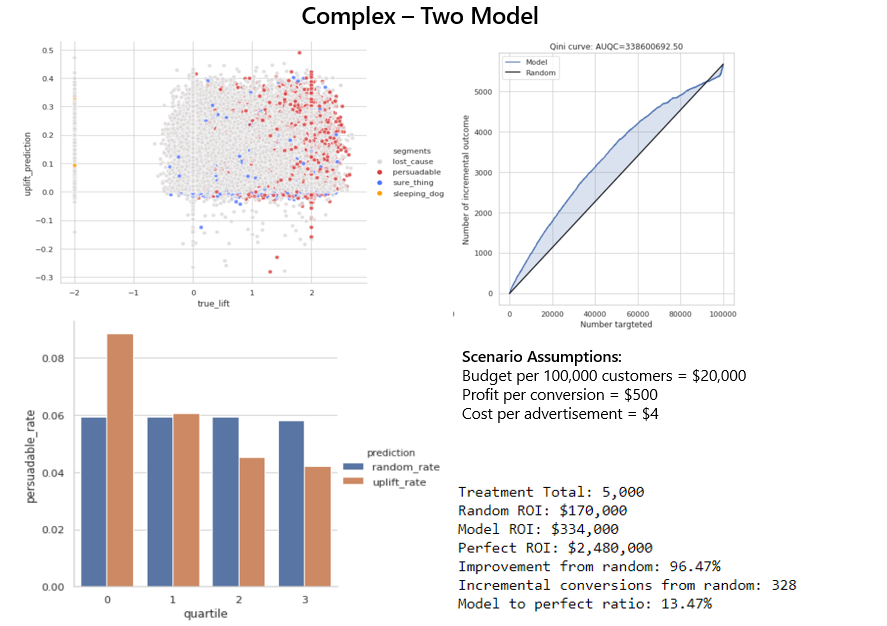 Complex – Two Model
0.5
0.4
0.3
0.2
0.1
0.0
−0.1
−0.2
−0.3
uplift_prediction
−2
−1
0
1
2
true_lift
segments
lost_cause
persuadable
sure_thing
sleeping_dog
Qini curve: AUQC=338600692.50
Model
Random
5000
4000
3000
2000
1000
0
Number of incremental outcome
0
20000
40000
60000
80000
100000
Number targteted
0.08
0.06
0.04
0.02
0.00
persuadable_rate
0
1
2
3
quartile
prediction
random_rate
uplift_rate
Scenario Assumptions:
Budget per 100,000 customers = $20,000
Profit per conversion = $500
Cost per advertisement = $4
Treatment Total: 5,000
Random ROI: $170,000
Model ROI: $334,000
Perfect ROI: $2,480,000
Improvement from random: 96.47%
Incremental conversions from random: 328
Model to perfect ratio: 13.47%